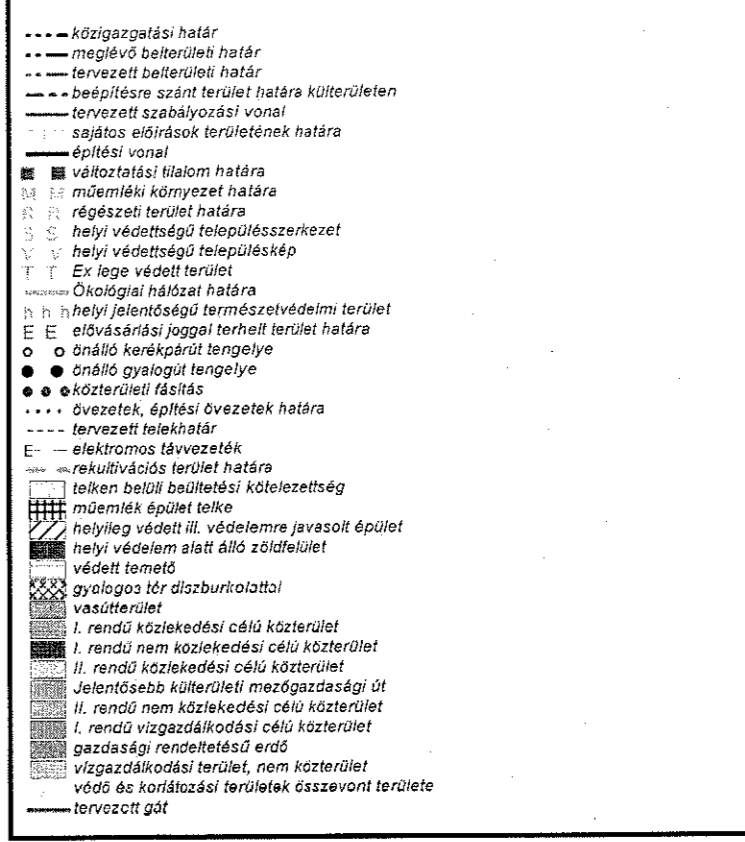 közigazgatási határ
meglévő belterületi határ
tervezett belterületi határ
beépítésre szánt terület határa külterületen
tervezett szabályozási vonal
sajátos előírások területének határa
építési vonal
változtatási tilalom határa
M M műemléki környezet határa
R R régészeti terület határa
S S helyi védettségű településszerkezet
V V helyi védettségű településkép
T T Ex lege védett terület
Ökológiai hálózat határa
h h h helyi jelentőségű természetvédelmi terület
E E elővásárlási joggal terhelt terület határa
önálló kerékpárút tengelye
önálló gyalogút tengelye
közterületi fásítás
övezetek, építési övezetek határa
tervezett telekhatár
E- — elektromos távvezeték
rekultivációs terület határa
telken belüli beültetési kötelezettség
műemlék épület telke
helyileg védett ill. védelemre javasolt épület
helyi védelem alatt álló zöldfelület
védett temető
gyalogos tér díszburkolattal
vasútterület
I. rendű közlekedési célú közterület
I. rendű nem közlekedési célú közterület
II. rendű közlekedési célú közterület
Jelentősebb külterületi mezőgazdasági út
II. rendű nem közlekedési célú közterület
I. rendű vízgazdálkodási célú közterület
gazdasági rendeltetésű erdő
vízgazdálkodási terület, nem közterület
védő és korlátozási területek összevont területe
tervezett gát